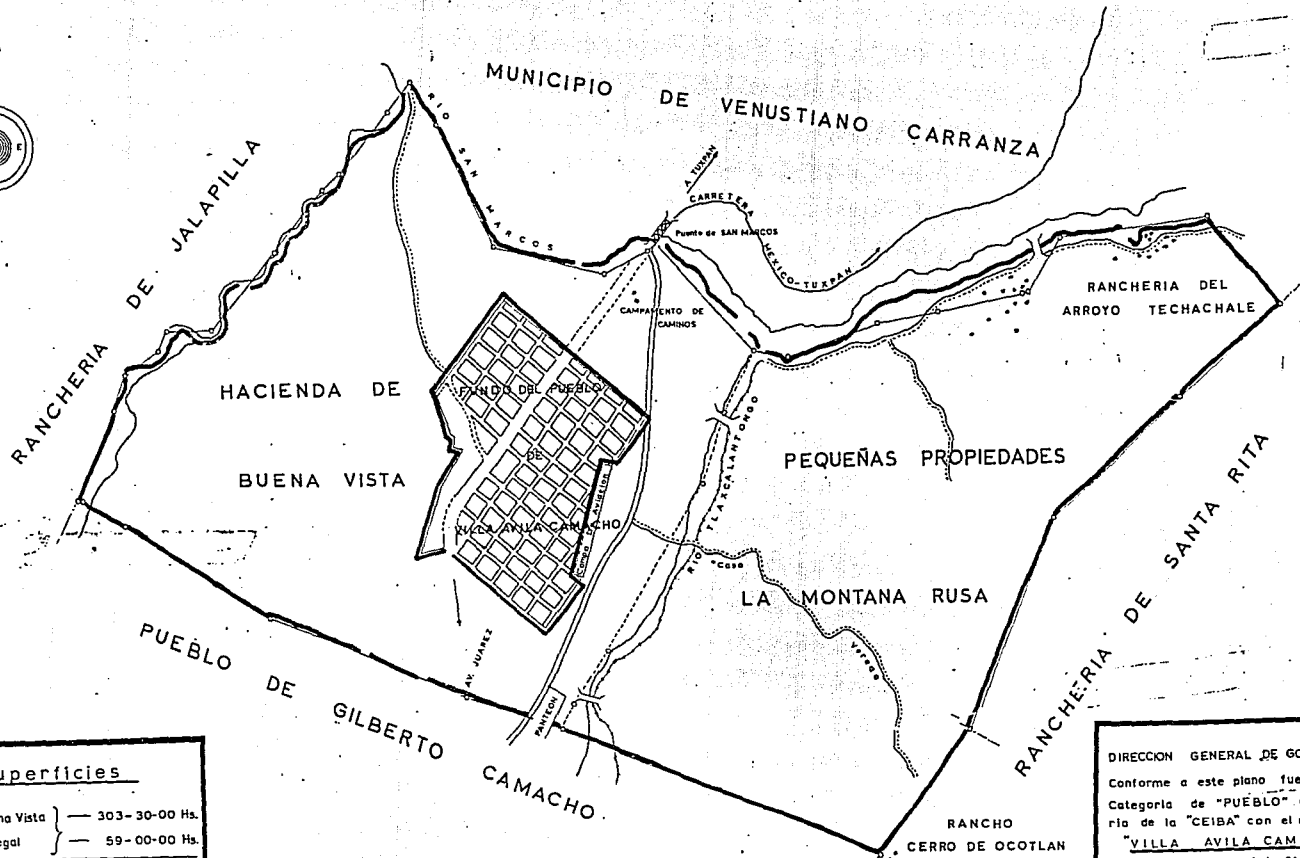 MUNICIPIO DE VENUSTIANO CARRANZA
RIO SAN MARCOS
A TUXPAN
CARRETERA MEXICO-TUXPAN
Puente de SAN MARCOS
RANCHERIA DE JALAPILLA
CAMPAMENTO DE
CAMINOS
RANCHERIA DEL
ARROYO TECHACHALE
HACIENDA DE
BUENA VISTA
FUNDO DEL PUEBLO
DE
VILLA AVILA CAMACHO
Campo Aviacion
RIO TLAXCALANTONGO
PEQUEÑAS PROPIEDADES
Casa
LA MONTANA RUSA
Vereda
RANCHERIA DE SANTA RITA
AV. JUAREZ
PANTEON
PUEBLO DE GILBERTO CAMACHO
RANCHO
CERRO DE OCOTLAN
uperficies
na Vista } — 303-30-00 Hs.
egal } — 59-00-00 Hs.
DIRECCION GENERAL DE GO
Conforme a este plano fue
Categoria de "PUEBLO"
ria de la "CEIBA" con el
"VILLA AVILA CAM
E